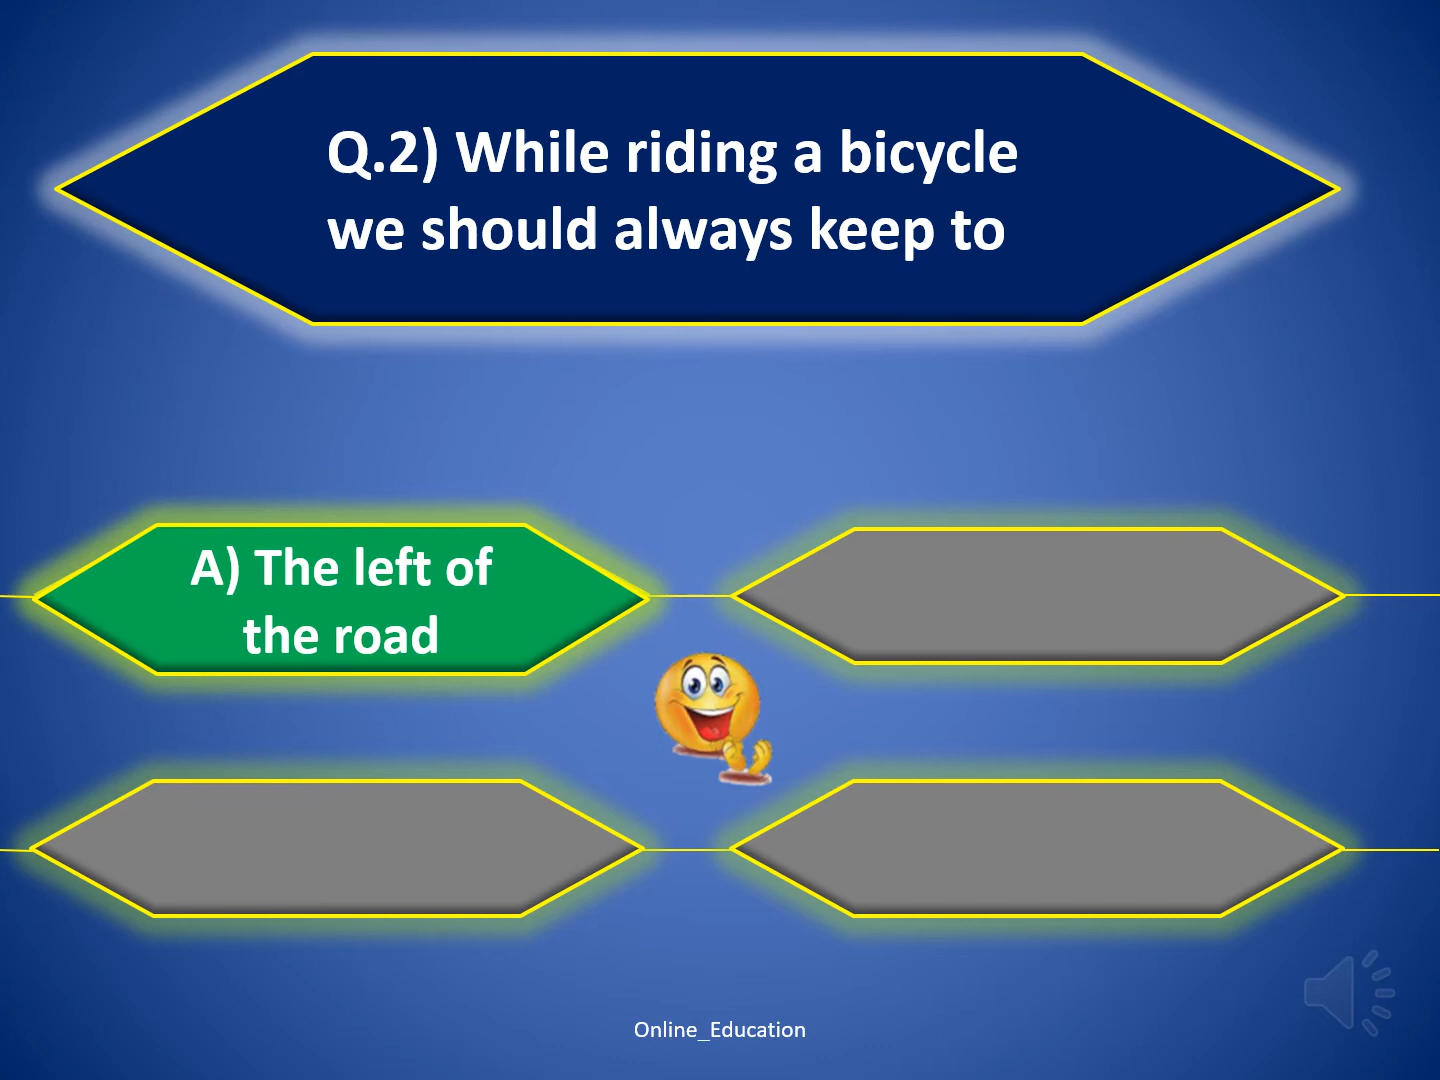 Q.2) While riding a bicycle
we should always keep to
A) The left of
the road
Online_Education